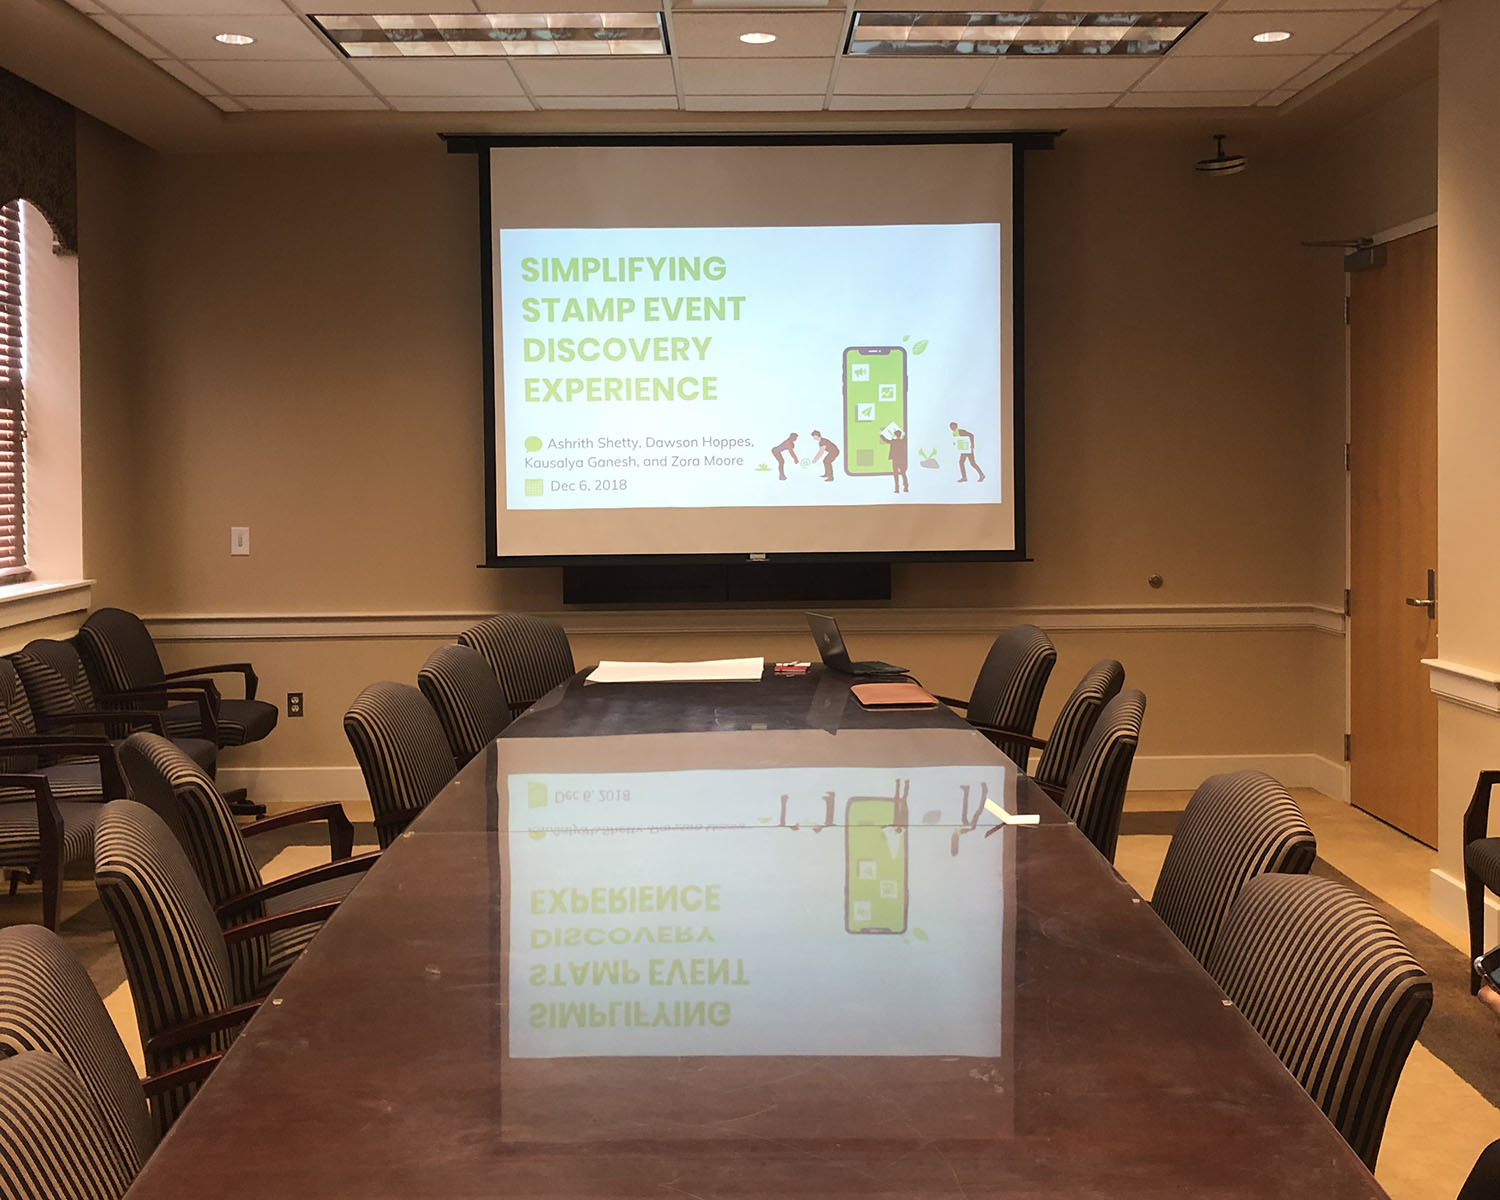 SIMPLIFYING
STAMP EVENT
DISCOVERY
EXPERIENCE
Ashrith Shetty, Dawson Hoppes,
Kausalya Ganesh, and Zora Moore
Dec 6, 2018